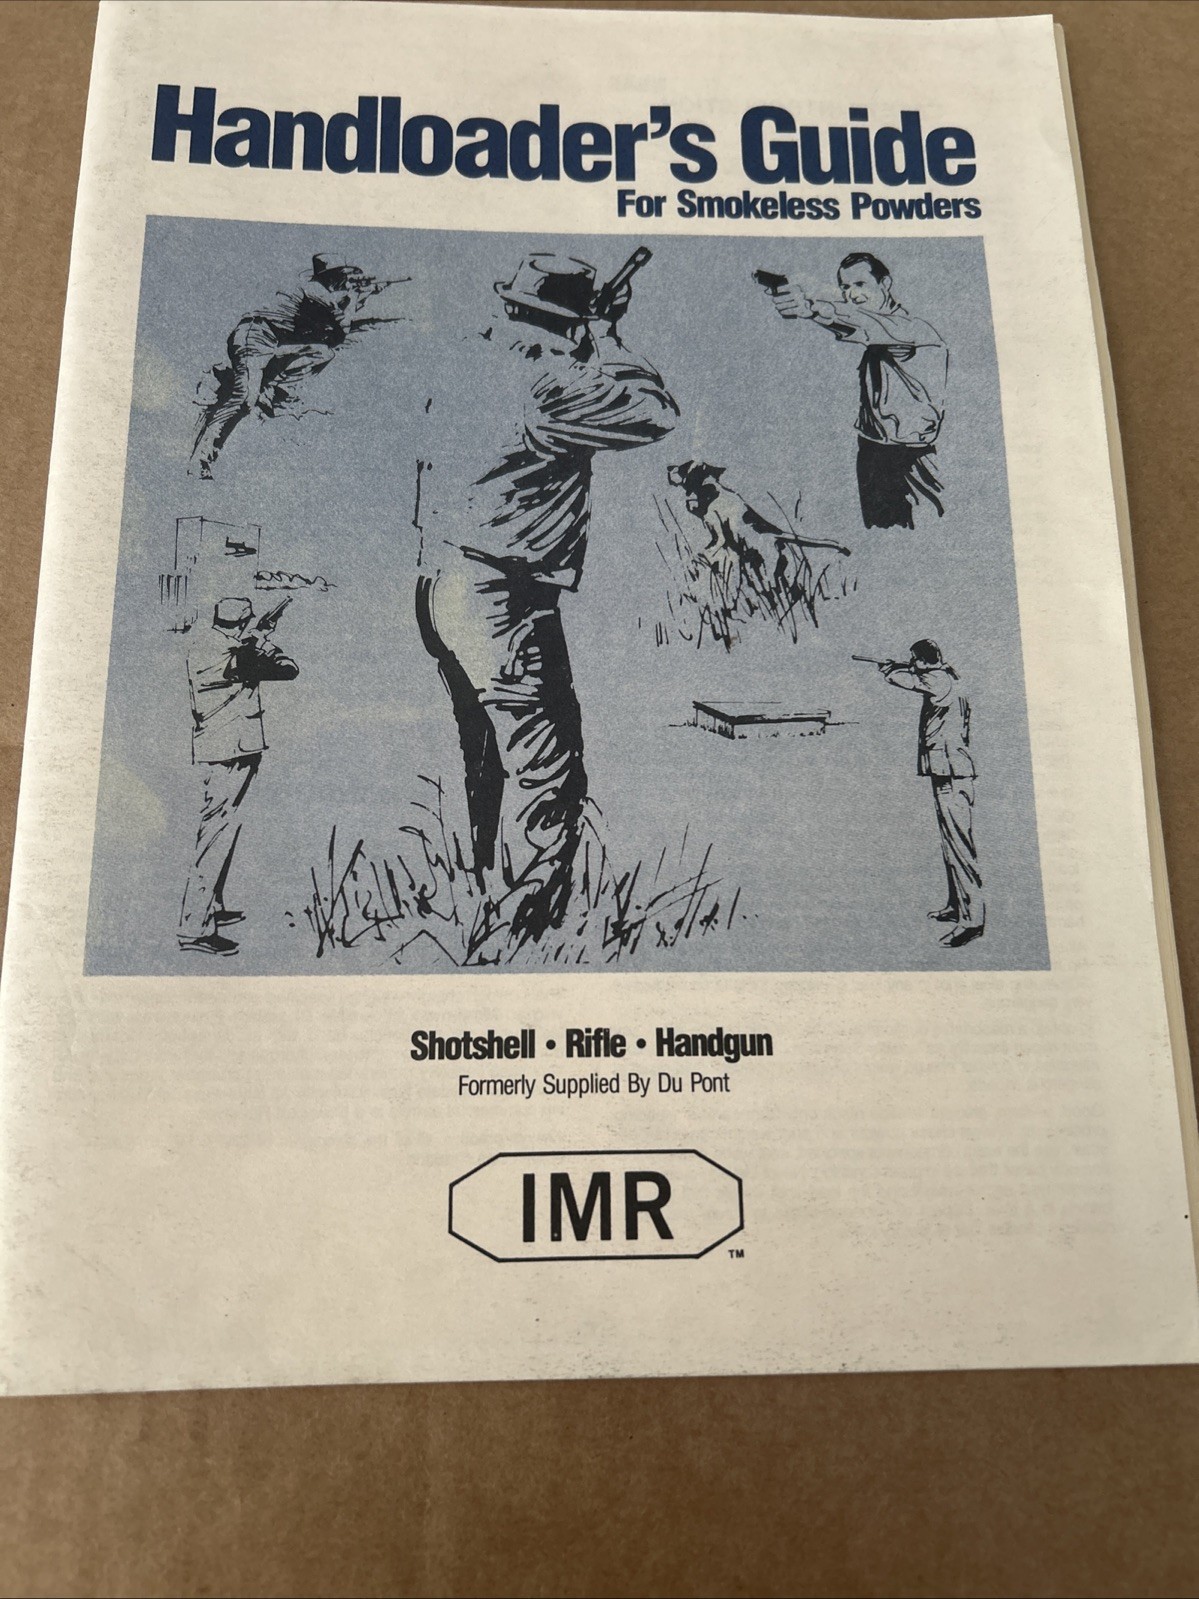 Handloader's Guide
For Smokeless Powders
Shotshell • Rifle • Handgun
Formerly Supplied By Du Pont
IMR
TM